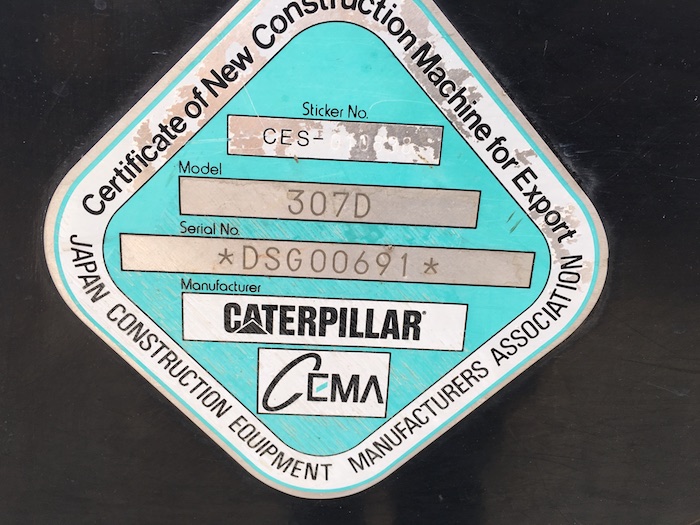 Certificate of New Construction Machine for Export
Sticker No.
CES-
Model
307D
Serial No.
*DSG00691*
Manufacturer
CATERPILLAR
CEMA
JAPAN CONSTRUCTION EQUIPMENT MANUFACTURERS ASSOCIATION